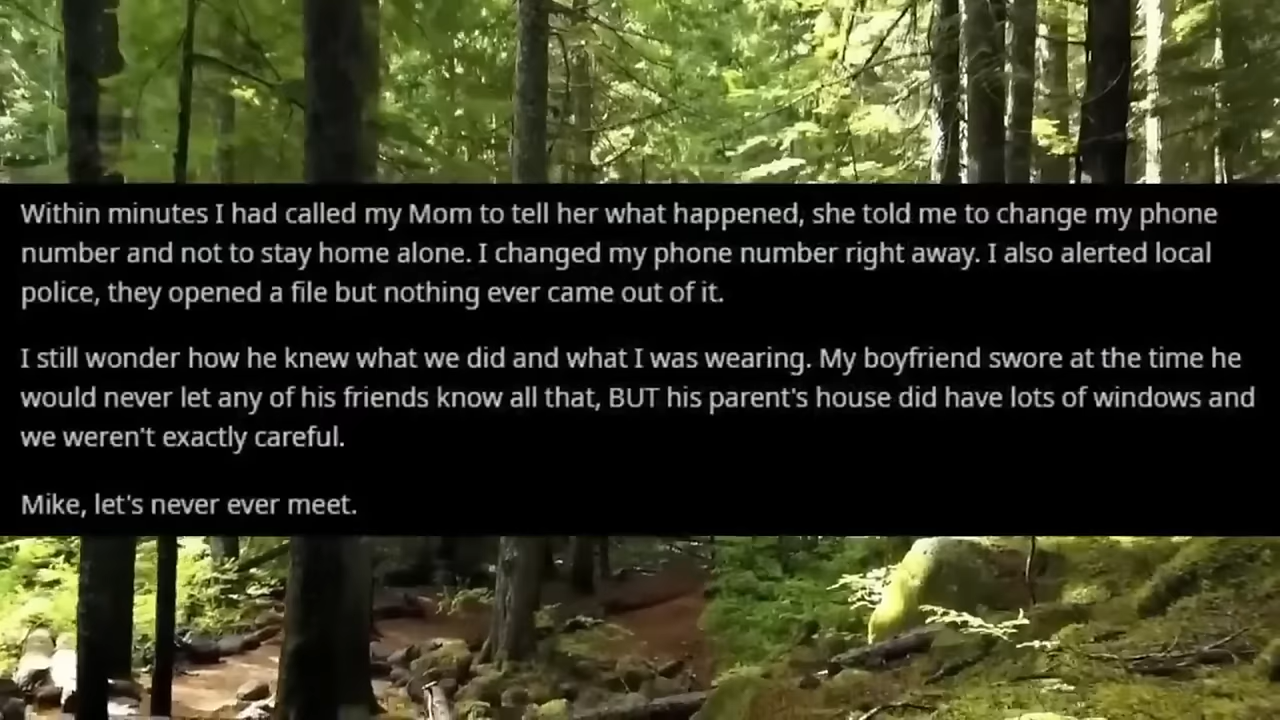 Within minutes I had called my Mom to tell her what happened, she told me to change my phone
number and not to stay home alone. I changed my phone number right away. I also alerted local
police, they opened a file but nothing ever came out of it.
I still wonder how he knew what we did and what I was wearing. My boyfriend swore at the time he
would never let any of his friends know all that, BUT his parent's house did have lots of windows and
we weren't exactly careful.
Mike, let's never ever meet.